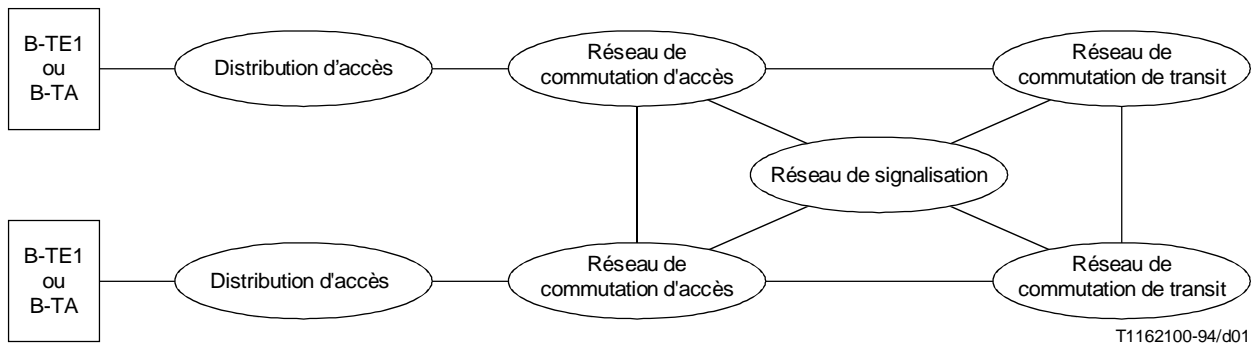 B-TE1
ou
B-TA
Distribution d’accès
Réseau de
commutation d'accès
Réseau de
commutation de transit
Réseau de signalisation
B-TE1
ou
B-TA
Distribution d'accès
Réseau de
commutation d'accès
Réseau de
commutation de transit
T1162100-94/d01